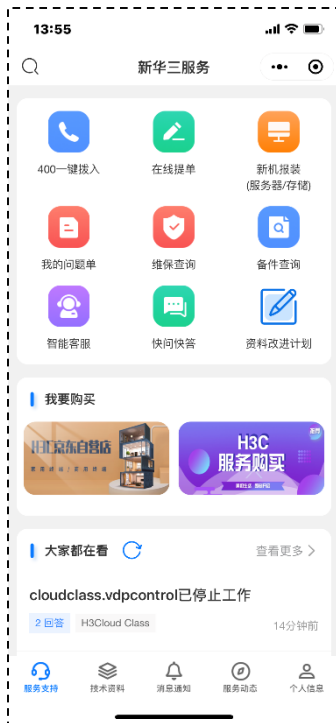 13:55
新华三服务
400一键拨入
在线提单
新机报装
(服务器/存储)
我的问题单
维保查询
备件查询
智能客服
快问快答
资料改进计划
我要购买
H3C京东自营店
H3C
服务购买
大家都在看
查看更多
cloudclass.vdpcontrol已停止工作
2 回答
H3Cloud Class
14分钟前
服务支持
技术资料
消息通知
服务动态
个人信息